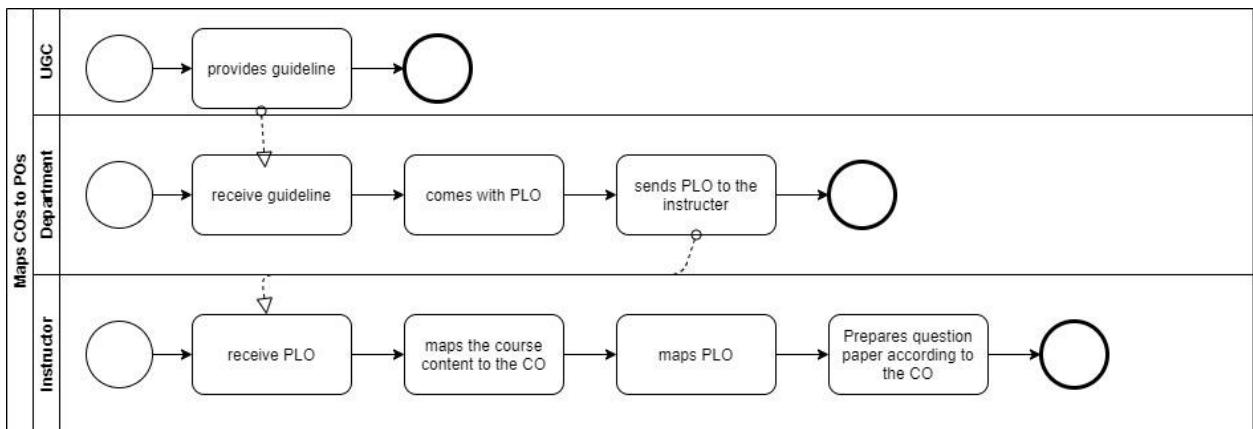 Maps COs to POs
UGC
provides guideline
Department
receive guideline
comes with PLO
sends PLO to the
instructer
Instructor
receive PLO
maps the course
content to the CO
maps PLO
Prepares question
paper according to
the CO